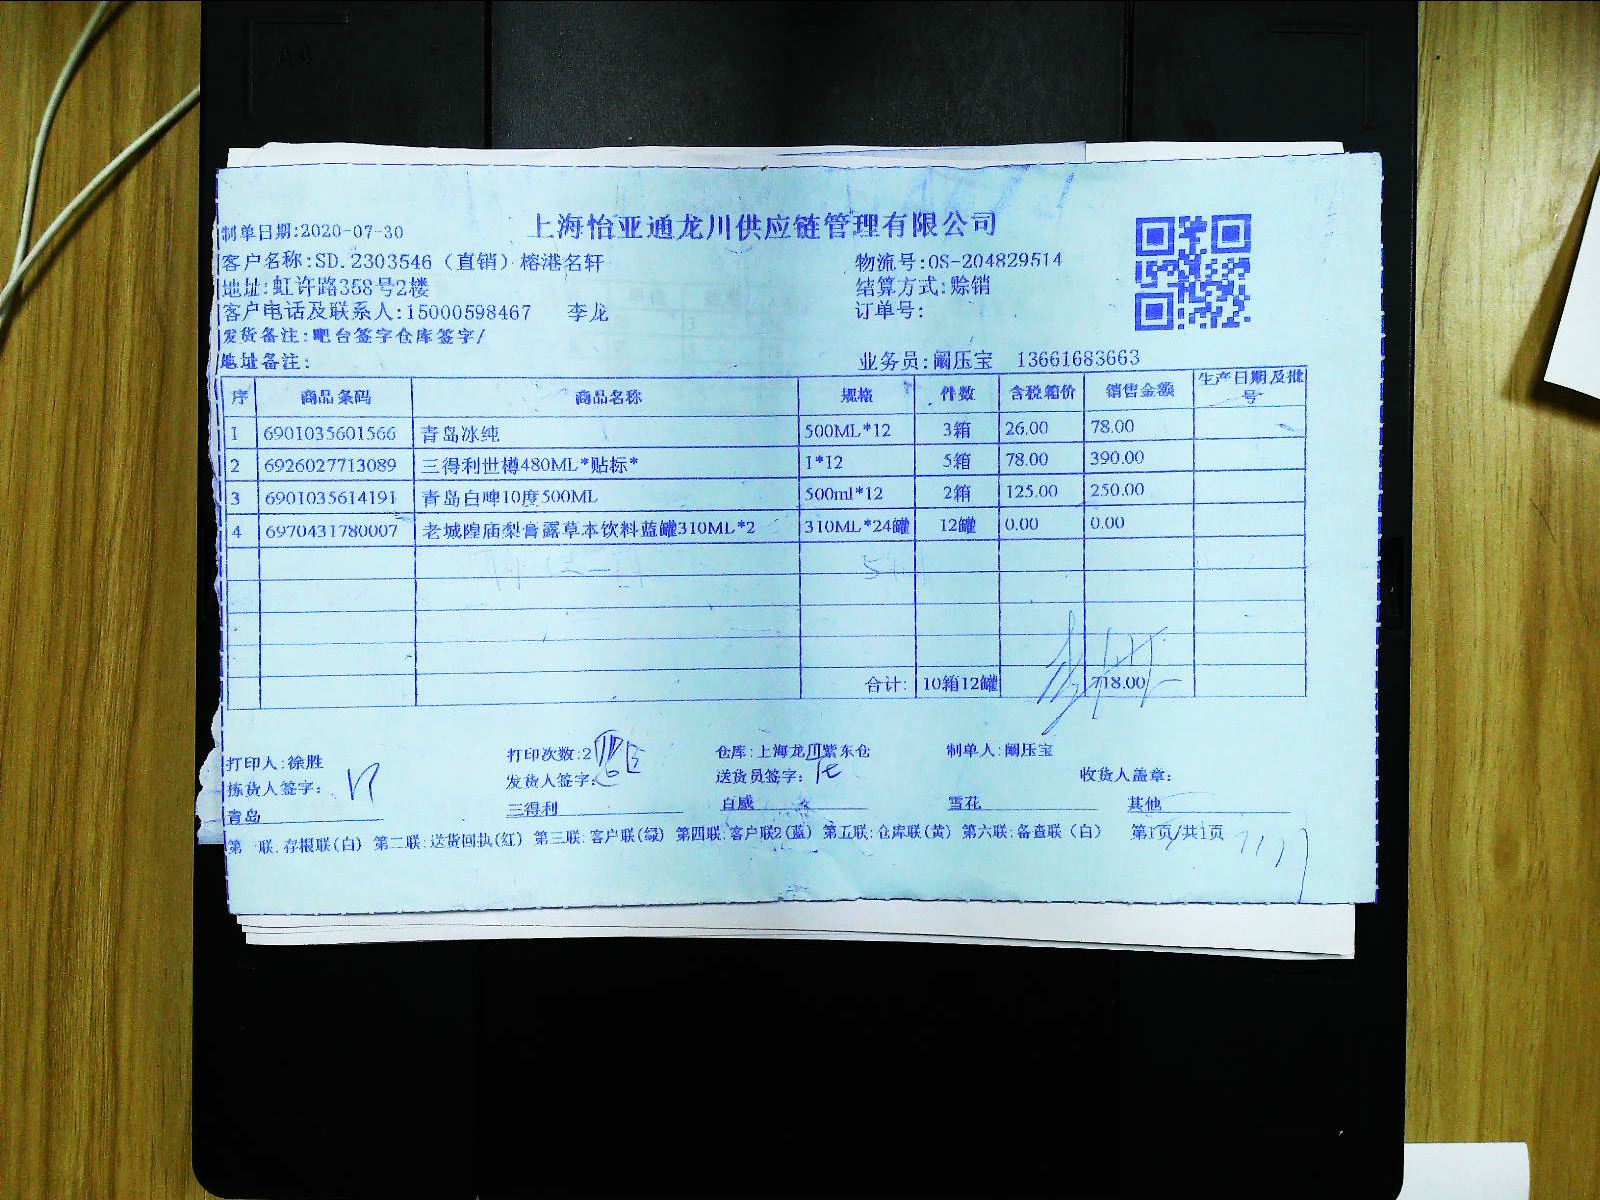 上海怡亚通龙川供应链管理有限公司
制单日期:2020-07-30
客户名称:SD.2303546（直销）榕港名轩 物流号:OS-204829514
地址:虹许路358号2楼 结算方式:赊销
客户电话及联系人:15000598467 李龙 订单号:
发货备注:吧台签字仓库签字/
地址备注: 业务员:阚压宝 13661683663
序 商品条码 商品名称 规格 件数 含税箱价 销售金额 生产日期及批号
1 6901035601566 青岛冰纯 500ML*12 3箱 26.00 78.00
2 6926027713089 三得利世樽480ML*贴标* 1*12 5箱 78.00 390.00
3 6901035614191 青岛白啤10度500ML 500ml*12 2箱 125.00 250.00
4 6970431780007 老城隍庙梨膏露草本饮料蓝罐310ML*2 310ML*24罐 12罐 0.00 0.00
合计: 10箱12罐 718.00
打印人:徐胜 打印次数:2 仓库:上海龙川紫东仓 制单人:阚压宝
拣货人签字: 发货人签字: 送货员签字: 收货人盖章:
青岛 三得利 百威 雪花 其他
第一联:存根联(白) 第二联:送货回执(红) 第三联:客户联(绿) 第四联:客户联2(蓝) 第五联:仓库联(黄) 第六联:备查联（白） 第1页/共1页